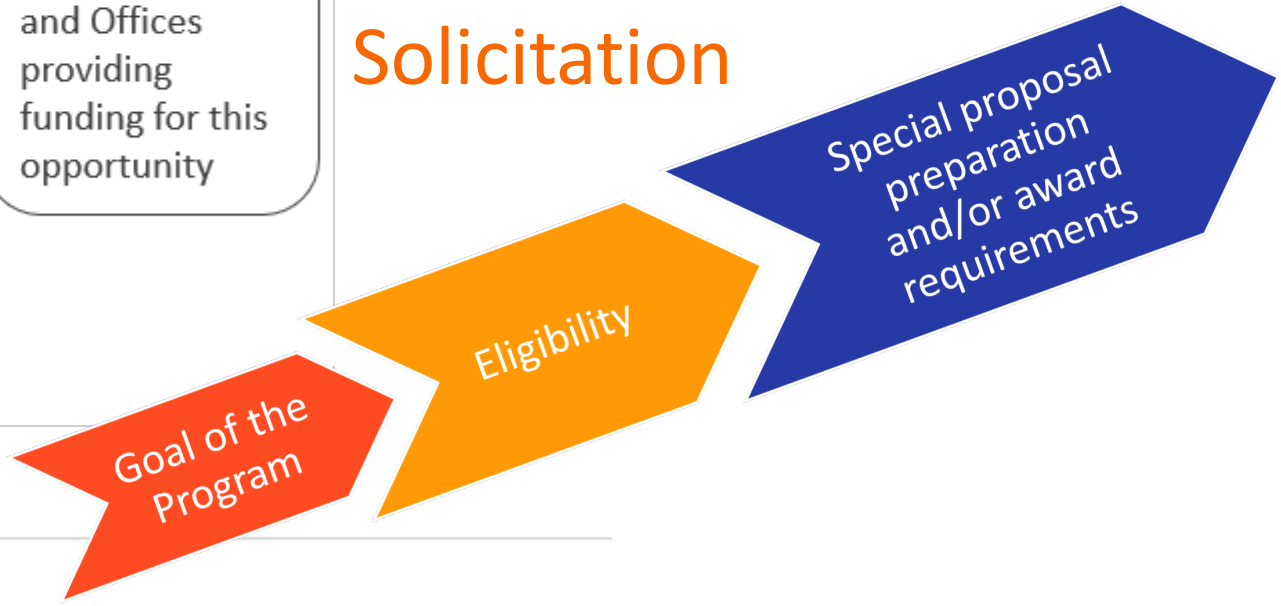 and Offices
providing
funding for this
opportunity
Solicitation
Goal of the
Program
Eligibility
Special proposal
preparation
and/or award
requirements